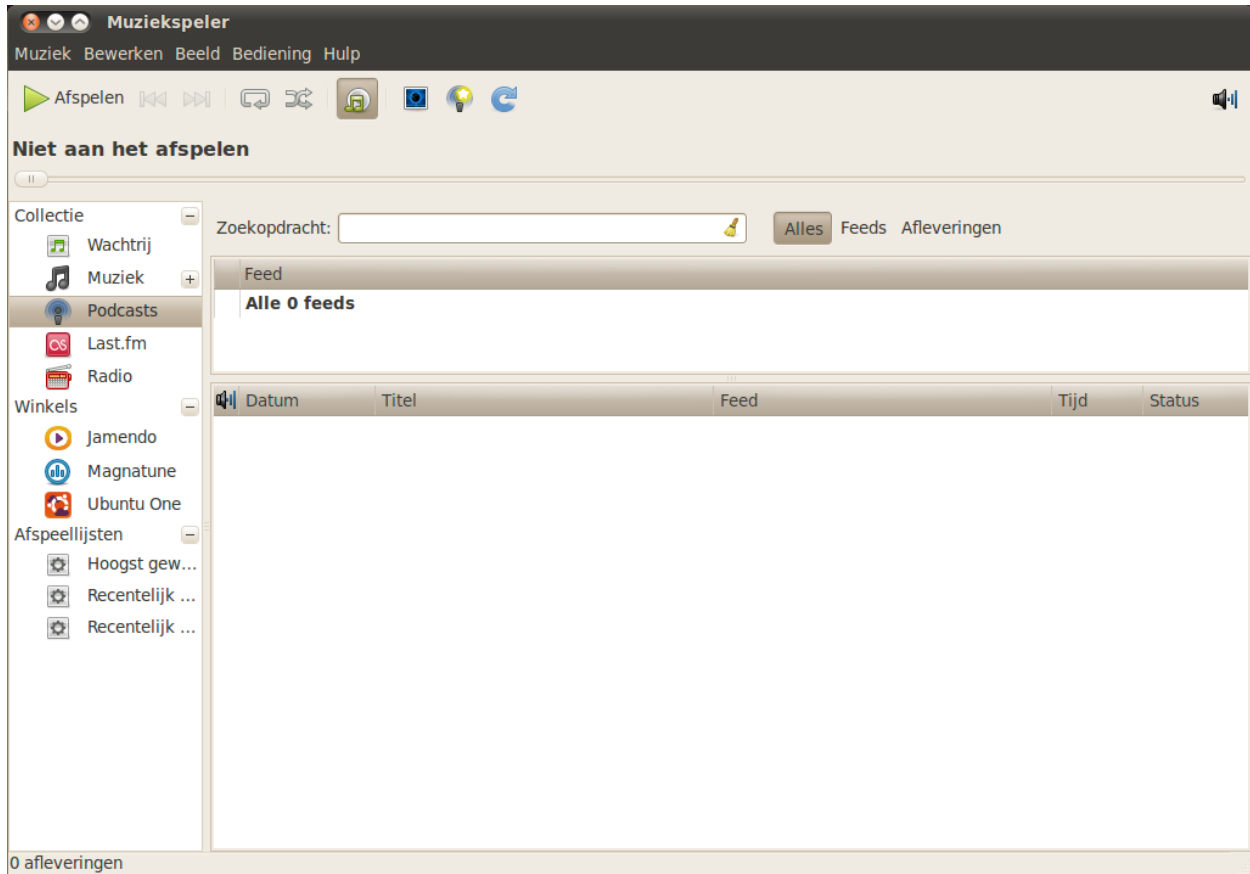 Muziekspeler
Muziek Bewerken Beeld Bediening Hulp
Afspelen
Niet aan het afspelen
Collectie
Wachtrij
Muziek
Podcasts
Last.fm
Radio
Winkels
Jamendo
Magnatune
Ubuntu One
Afspeellijsten
Hoogst gew...
Recentelijk ...
Recentelijk ...
Zoekopdracht: Alles Feeds Afleveringen
Feed
Alle 0 feeds
Datum Titel Feed Tijd Status
0 afleveringen